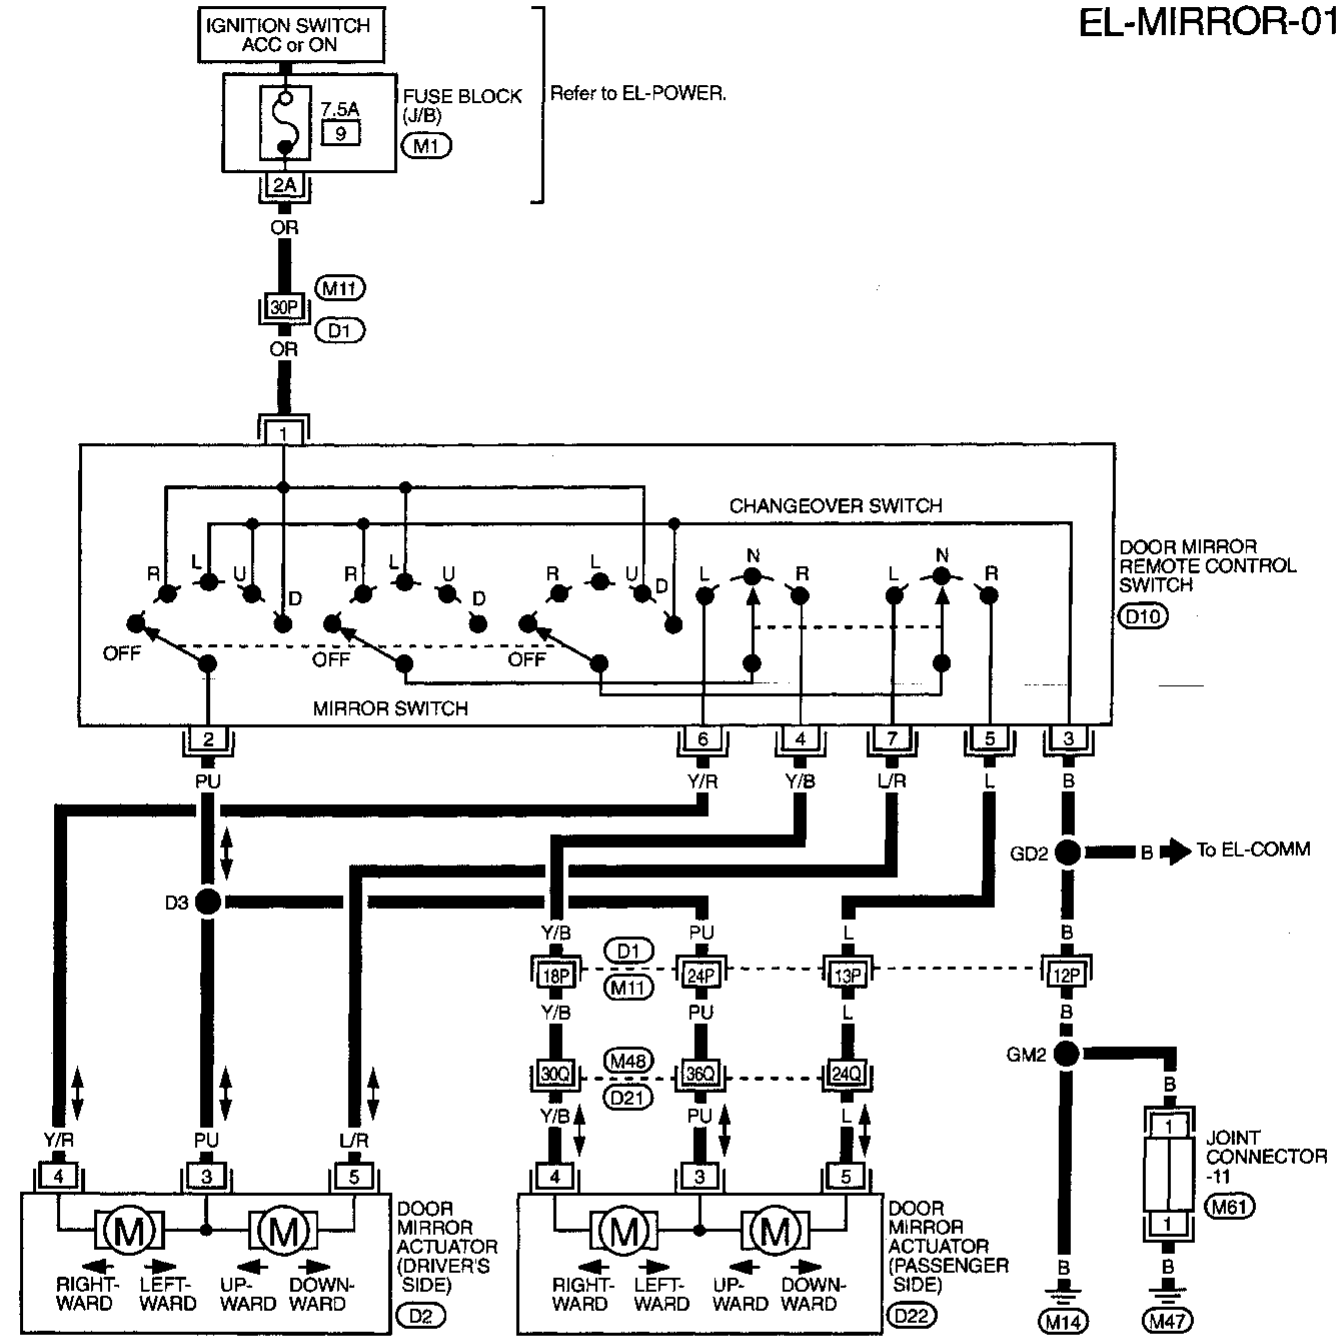 EL-MIRROR-01
IGNITION SWITCH
ACC or ON
7.5A
9
FUSE BLOCK
(J/B)
M1
Refer to EL-POWER.
2A
OR
M11
30P
D1
OR
1
CHANGEOVER SWITCH
R L U D
R L U D
R L U D
L N R
L N R
OFF
OFF
OFF
MIRROR SWITCH
DOOR MIRROR
REMOTE CONTROL
SWITCH
D10
2 6 4 7 5 3
PU Y/R Y/B L/R L B
GD2
B
To EL-COMM
D3
Y/B PU L B
D1
18P 24P 13P 12P
M11
Y/B PU L B
GM2
M48
30Q 36Q 24Q
D21
Y/B PU L
B
Y/R PU L/R
4 3 5
4 3 5
1
JOINT
CONNECTOR
-11
M61
1
M M
RIGHT-
WARD
LEFT-
WARD
UP-
WARD
DOWN-
WARD
DOOR
MIRROR
ACTUATOR
(DRIVER'S
SIDE)
D2
M M
RIGHT-
WARD
LEFT-
WARD
UP-
WARD
DOWN-
WARD
DOOR
MIRROR
ACTUATOR
(PASSENGER
SIDE)
D22
B B
M14 M47